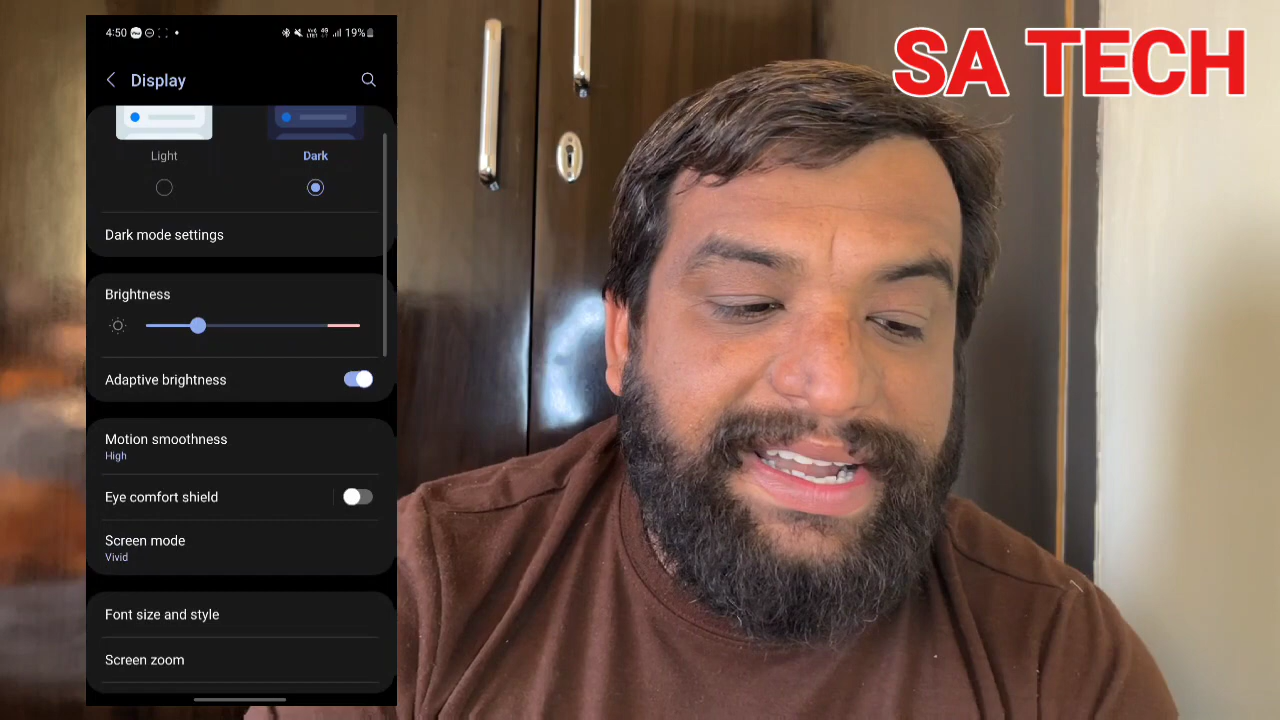 SA TECH
4:50 19%
Display
Light Dark
Dark mode settings
Brightness
Adaptive brightness
Motion smoothness
High
Eye comfort shield
Screen mode
Vivid
Font size and style
Screen zoom